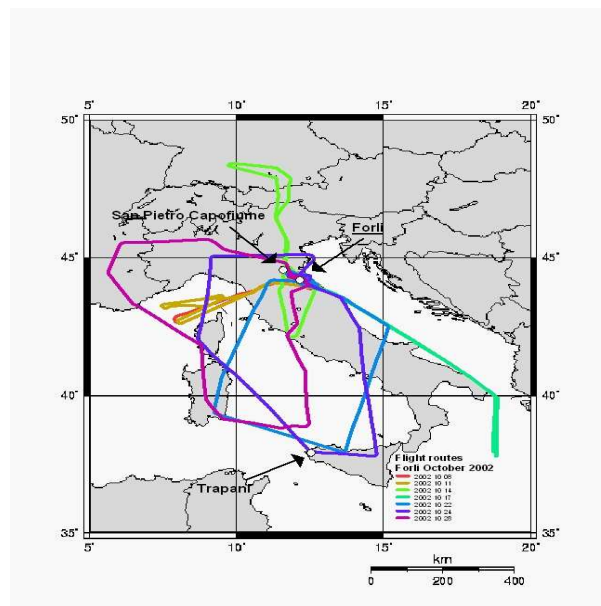 5° 10° 15° 20°
50° 50°
San Pietro Capofiume
Forli
45° 45°
40° 40°
Flight routes
Forli October 2002
2002 10 08
2002 10 11
2002 10 14
2002 10 17
2002 10 22
2002 10 24
2002 10 28
Trapani
35° 35°
5° 10° 15° 20°
km
0 200 400